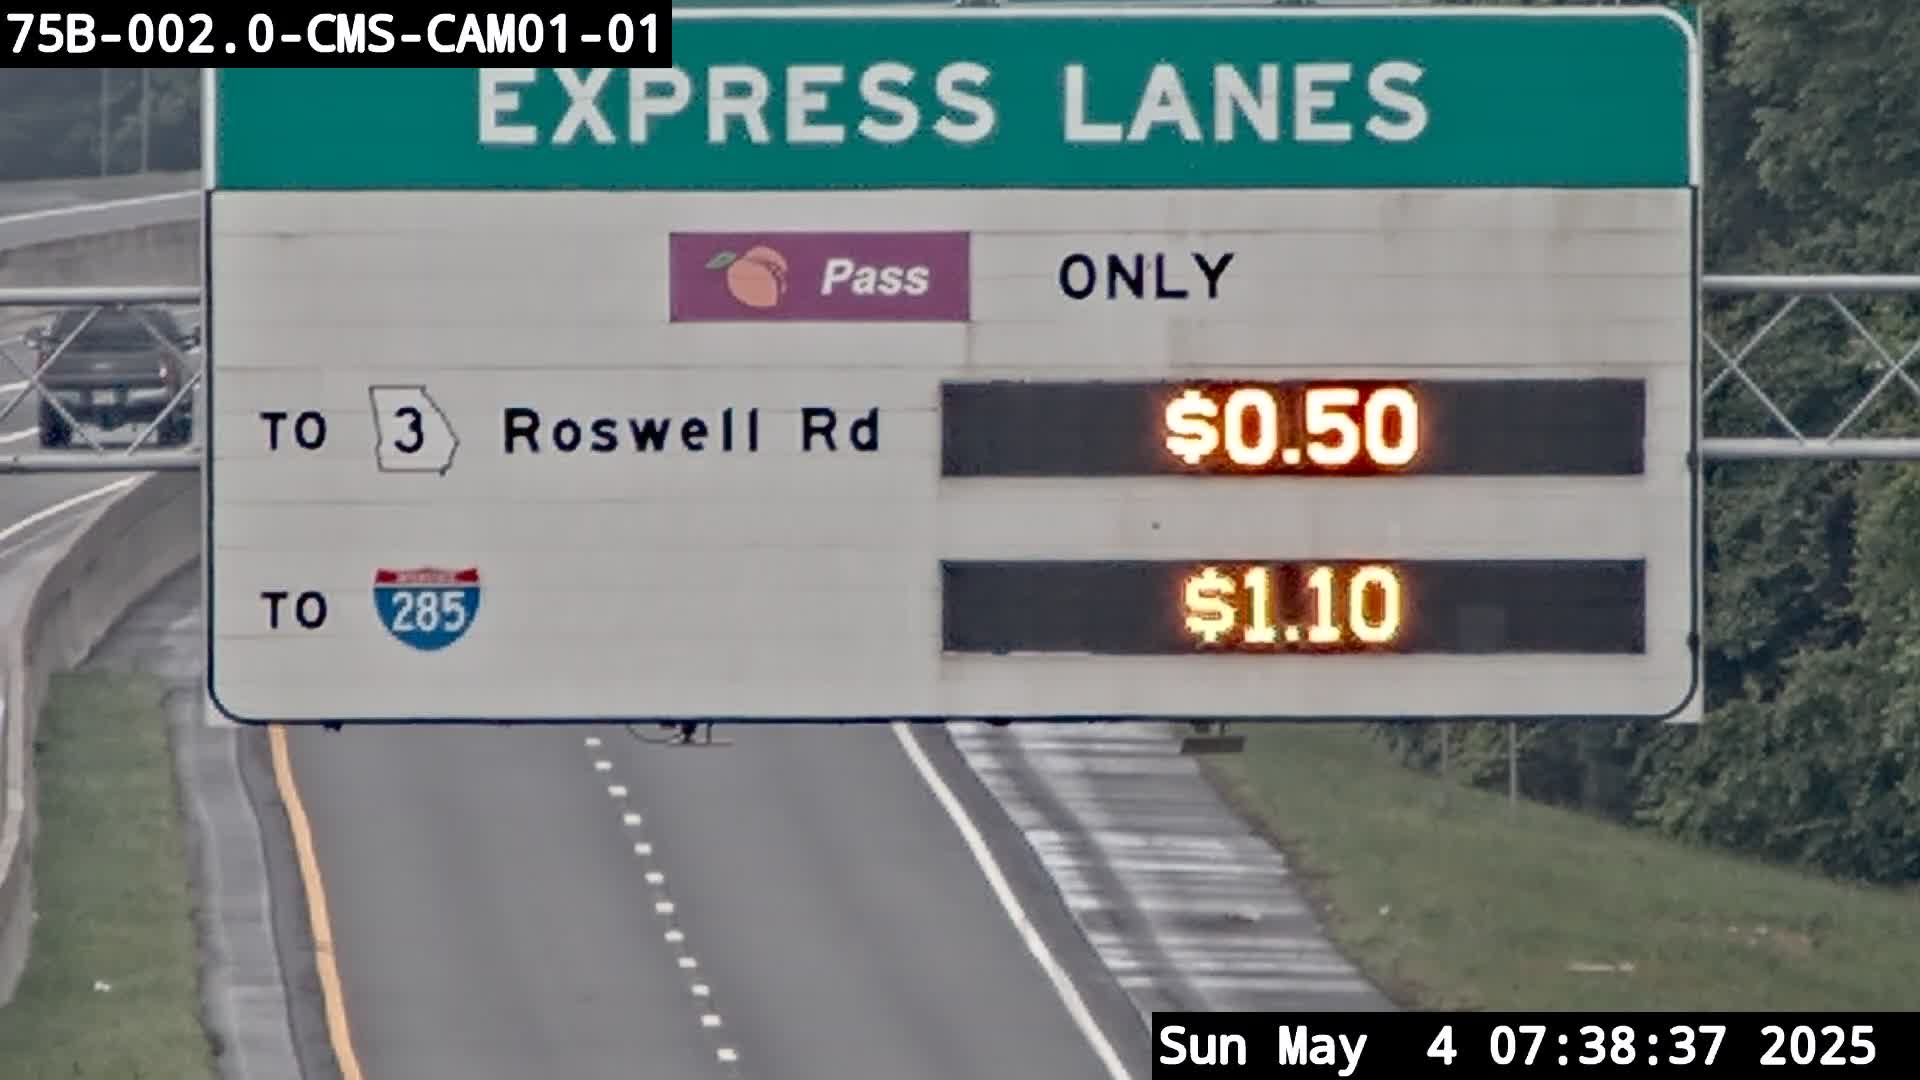 75B-002.0-CMS-CAM01-01
EXPRESS LANES
Pass ONLY
TO 3 Roswell Rd $0.50
TO 285 $1.10
Sun May 4 07:38:37 2025